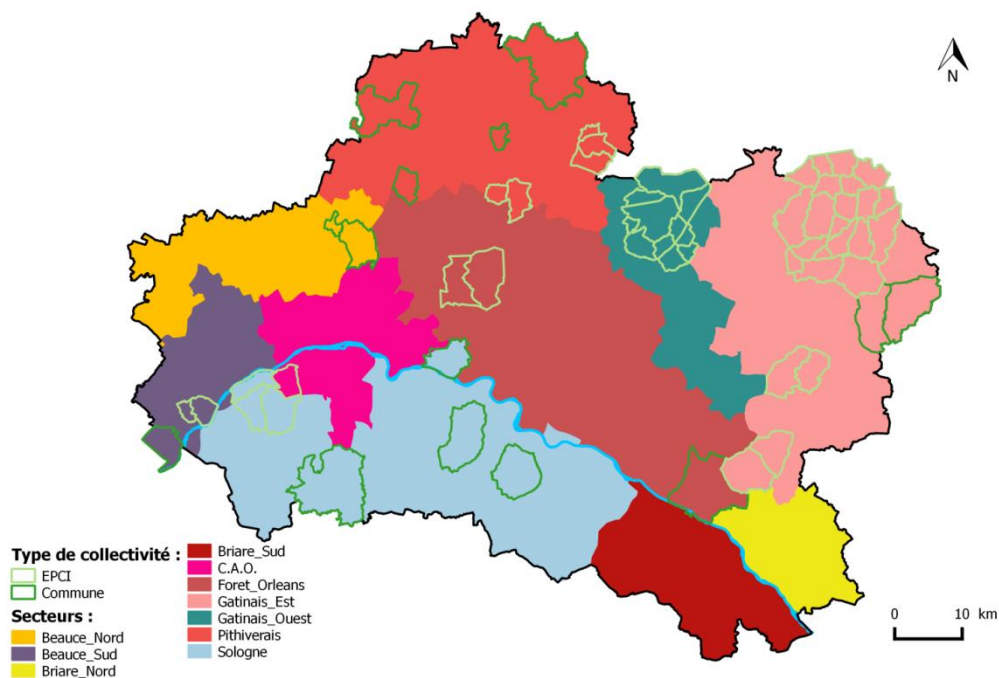 N
Type de collectivité :
EPCI
Commune
Secteurs :
Beauce_Nord
Beauce_Sud
Briare_Nord
Briare_Sud
C.A.O.
Foret_Orleans
Gatinais_Est
Gatinais_Ouest
Pithiverais
Sologne
0 10 km